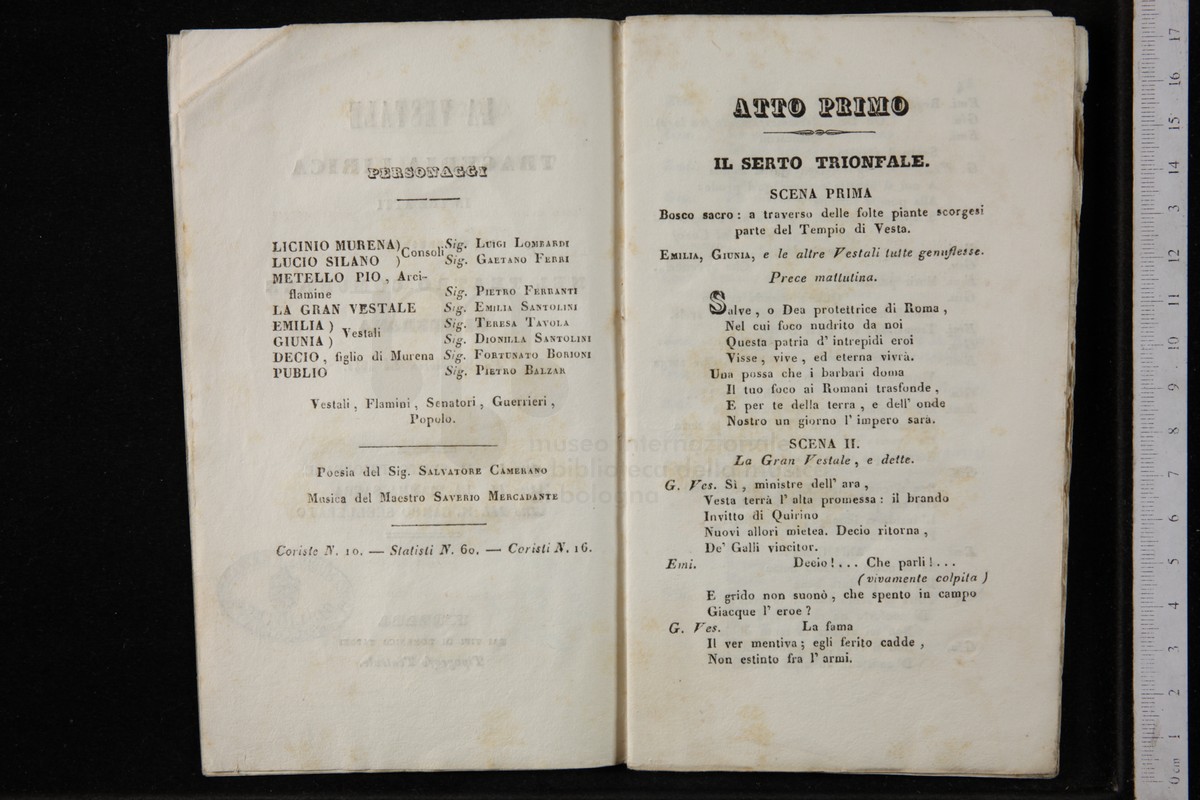 PERSONAGGI
LICINIO MURENA) Consoli Sig. LUIGI LOMBARDI
LUCIO SILANO ) Sig. GAETANO FERRI
METELLO PIO, Arci-
flamine Sig. PIETRO FERRANTI
LA GRAN VESTALE Sig. EMILIA SANTOLINI
EMILIA ) Vestali Sig. TERESA TAVOLA
GIUNIA ) Sig. DIONILLA SANTOLINI
DECIO, figlio di Murena Sig. FORTUNATO BORIONI
PUBLIO Sig. PIETRO BALZAR
Vestali, Flamini, Senatori, Guerrieri,
Popolo.
Poesia del Sig. SALVATORE CAMERANO
Musica del Maestro SAVERIO MERCADANTE
Coriste N. 10. — Statisti N. 60. — Coristi N. 16.
ATTO PRIMO
IL SERTO TRIONFALE.
SCENA PRIMA
Bosco sacro: a traverso delle folte piante scorgesi
parte del Tempio di Vesta.
EMILIA, GIUNIA, e le altre Vestali tutte genuflesse.
Prece mattutina.
Salve, o Dea protettrice di Roma,
Nel cui foco nudrito da noi
Questa patria d' intrepidi eroi
Visse, vive, ed eterna vivrà.
Una possa che i barbari doma
Il tuo foco ai Romani trasfonde,
E per te della terra, e dell' onde
Nostro un giorno l' impero sarà.
SCENA II.
La Gran Vestale, e dette.
G. Ves. Sì, ministre dell' ara,
Vesta terrà l' alta promessa: il brando
Invitto di Quirino
Nuovi allori mietea. Decio ritorna,
De' Galli vincitor.
Emi. Decio!... Che parli!...
(vivamente colpita)
E grido non suonò, che spento in campo
Giacque l' eroe?
G. Ves. La fama
Il ver mentiva; egli ferito cadde,
Non estinto fra l' armi.
museo internazionale
biblioteca della musica
bologna